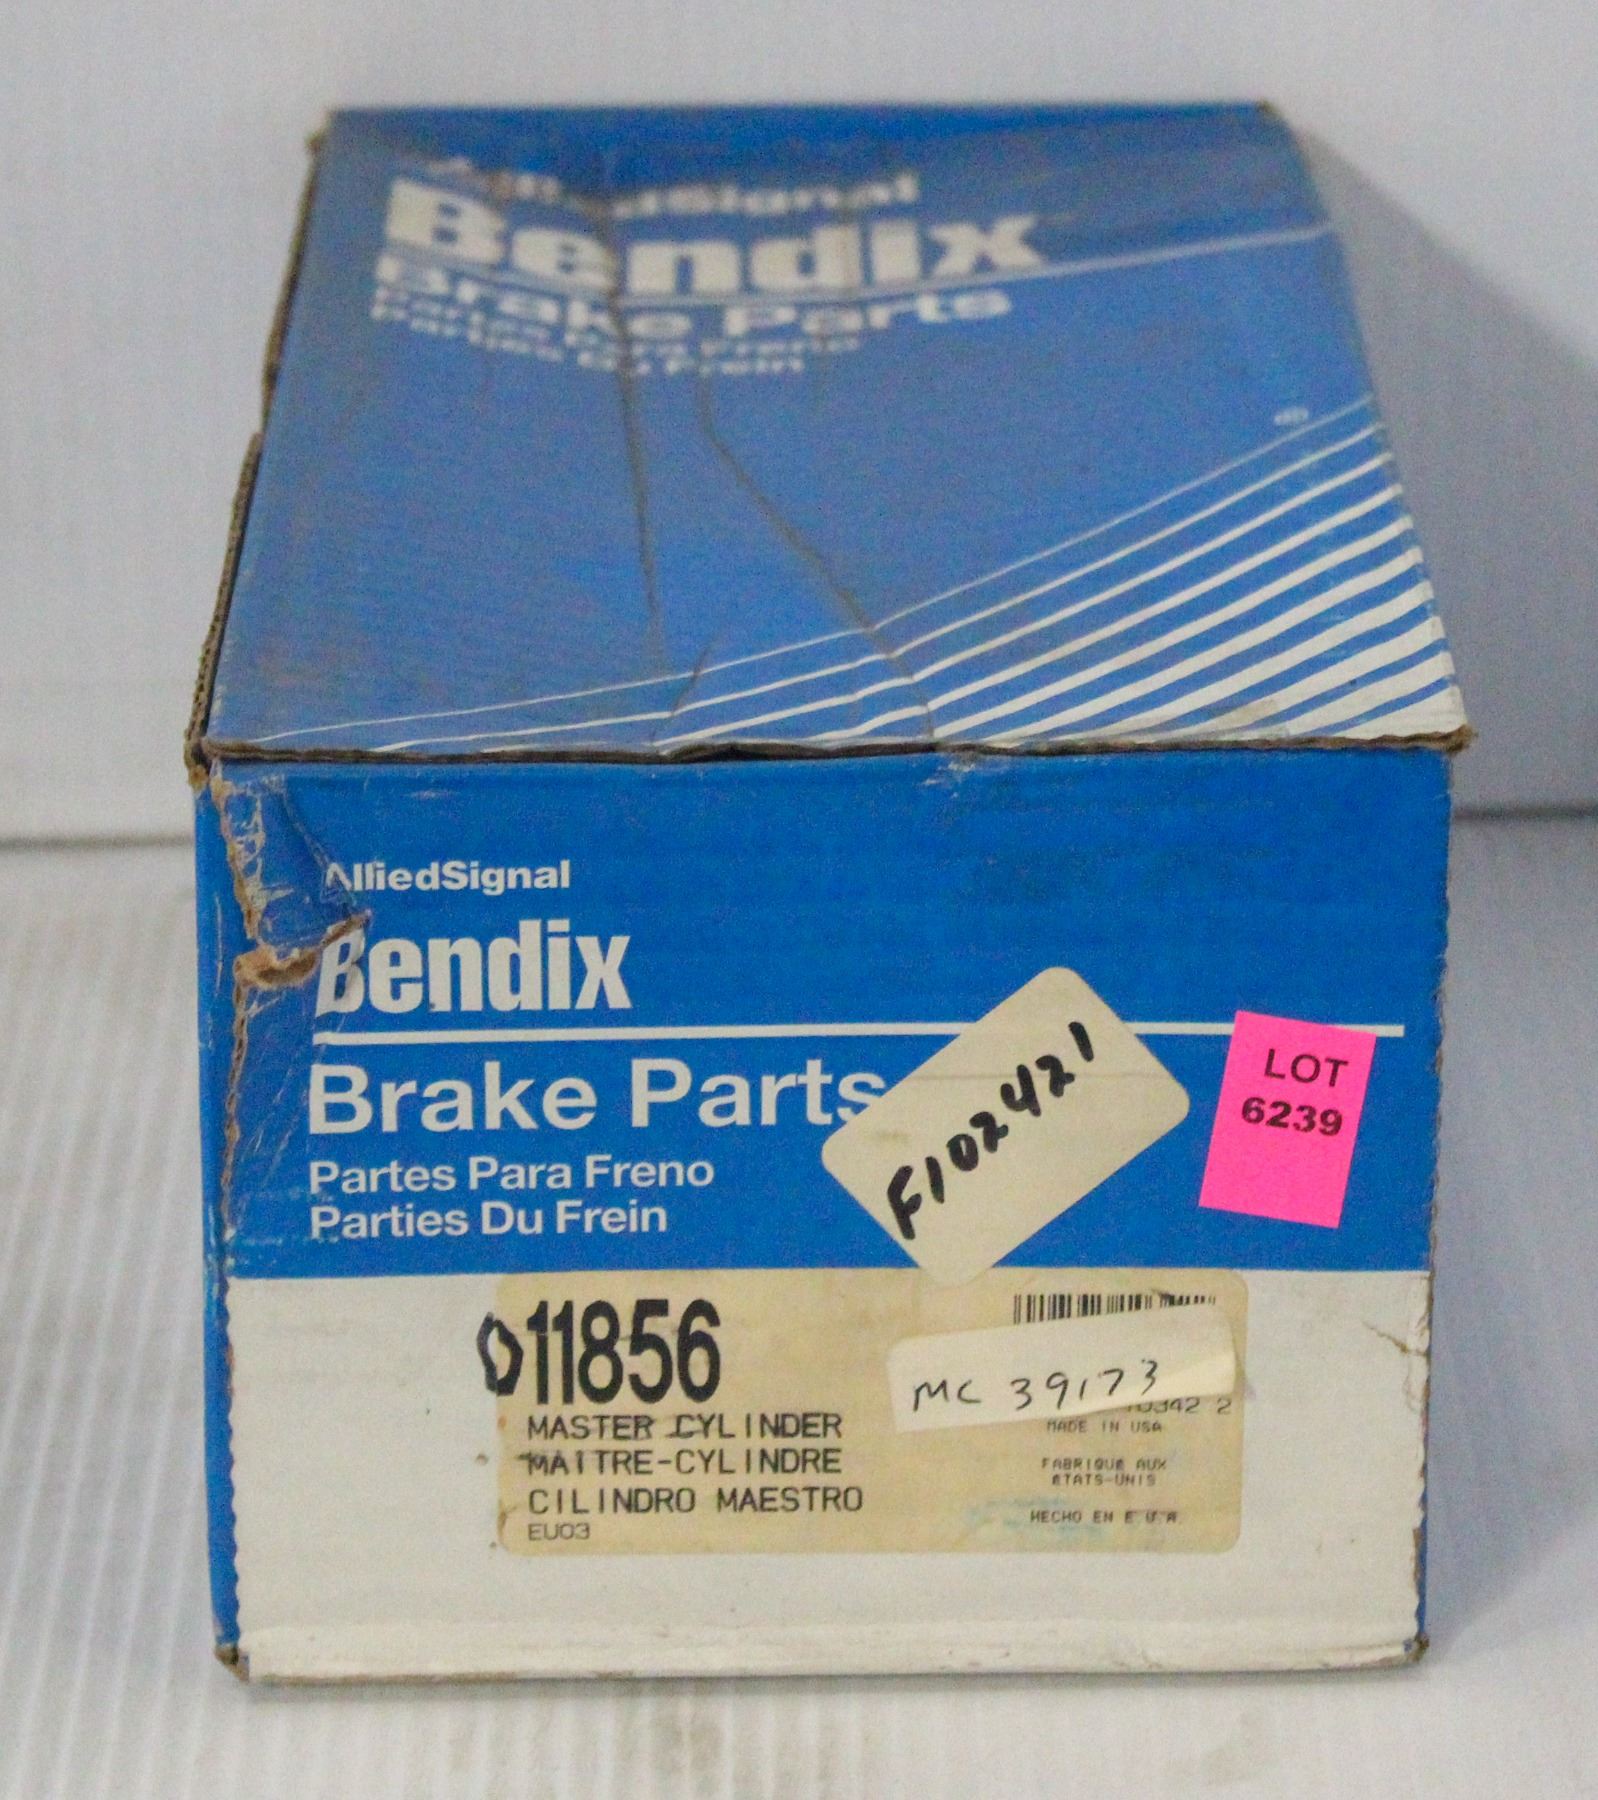 AlliedSignal
Bendix
Brake Parts
Partes Para Freno
Parties Du Frein
AlliedSignal
Bendix
Brake Parts
Partes Para Freno
Parties Du Frein
F102421
LOT
6239
11856
MASTER CYLINDER
MAITRE-CYLINDRE
CILINDRO MAESTRO
EU03
MC 39173
10342 2
MADE IN USA
FABRIQUE AUX
ETATS-UNIS
HECHO EN E.U.A.